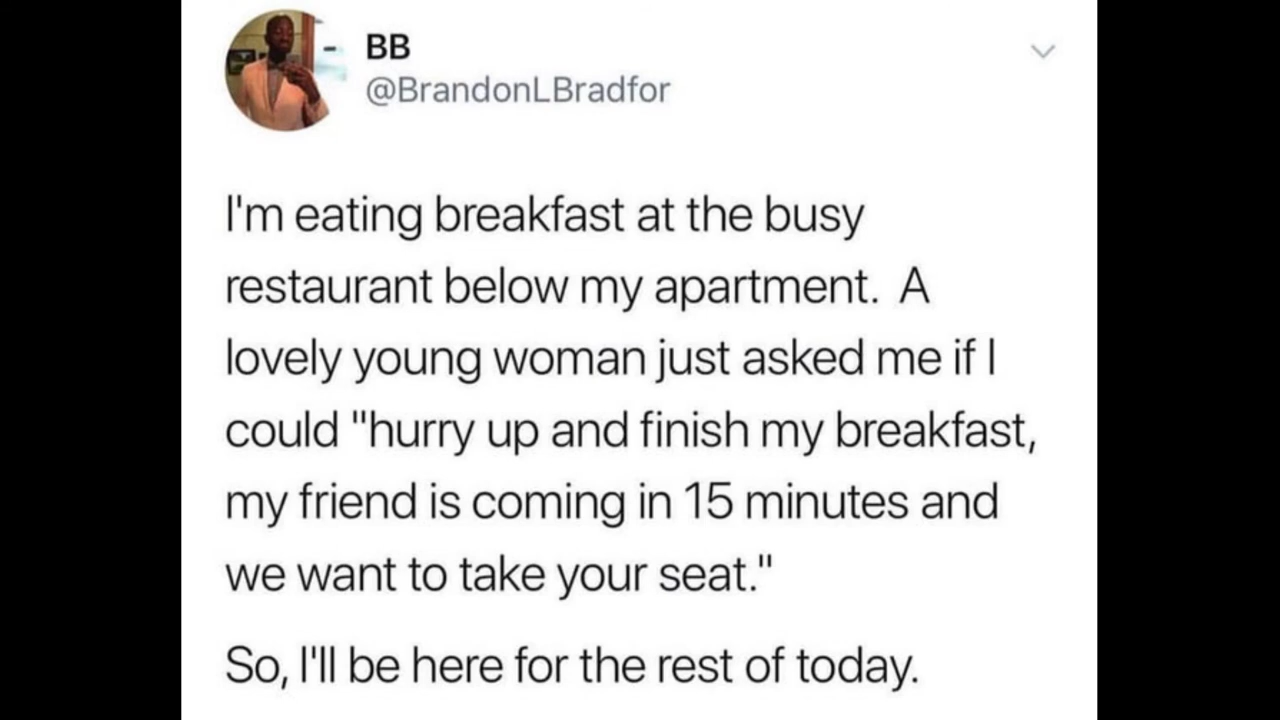 BB
@BrandonLBradfor
I'm eating breakfast at the busy
restaurant below my apartment.  A
lovely young woman just asked me if I
could "hurry up and finish my breakfast,
my friend is coming in 15 minutes and
we want to take your seat."
So, I'll be here for the rest of today.